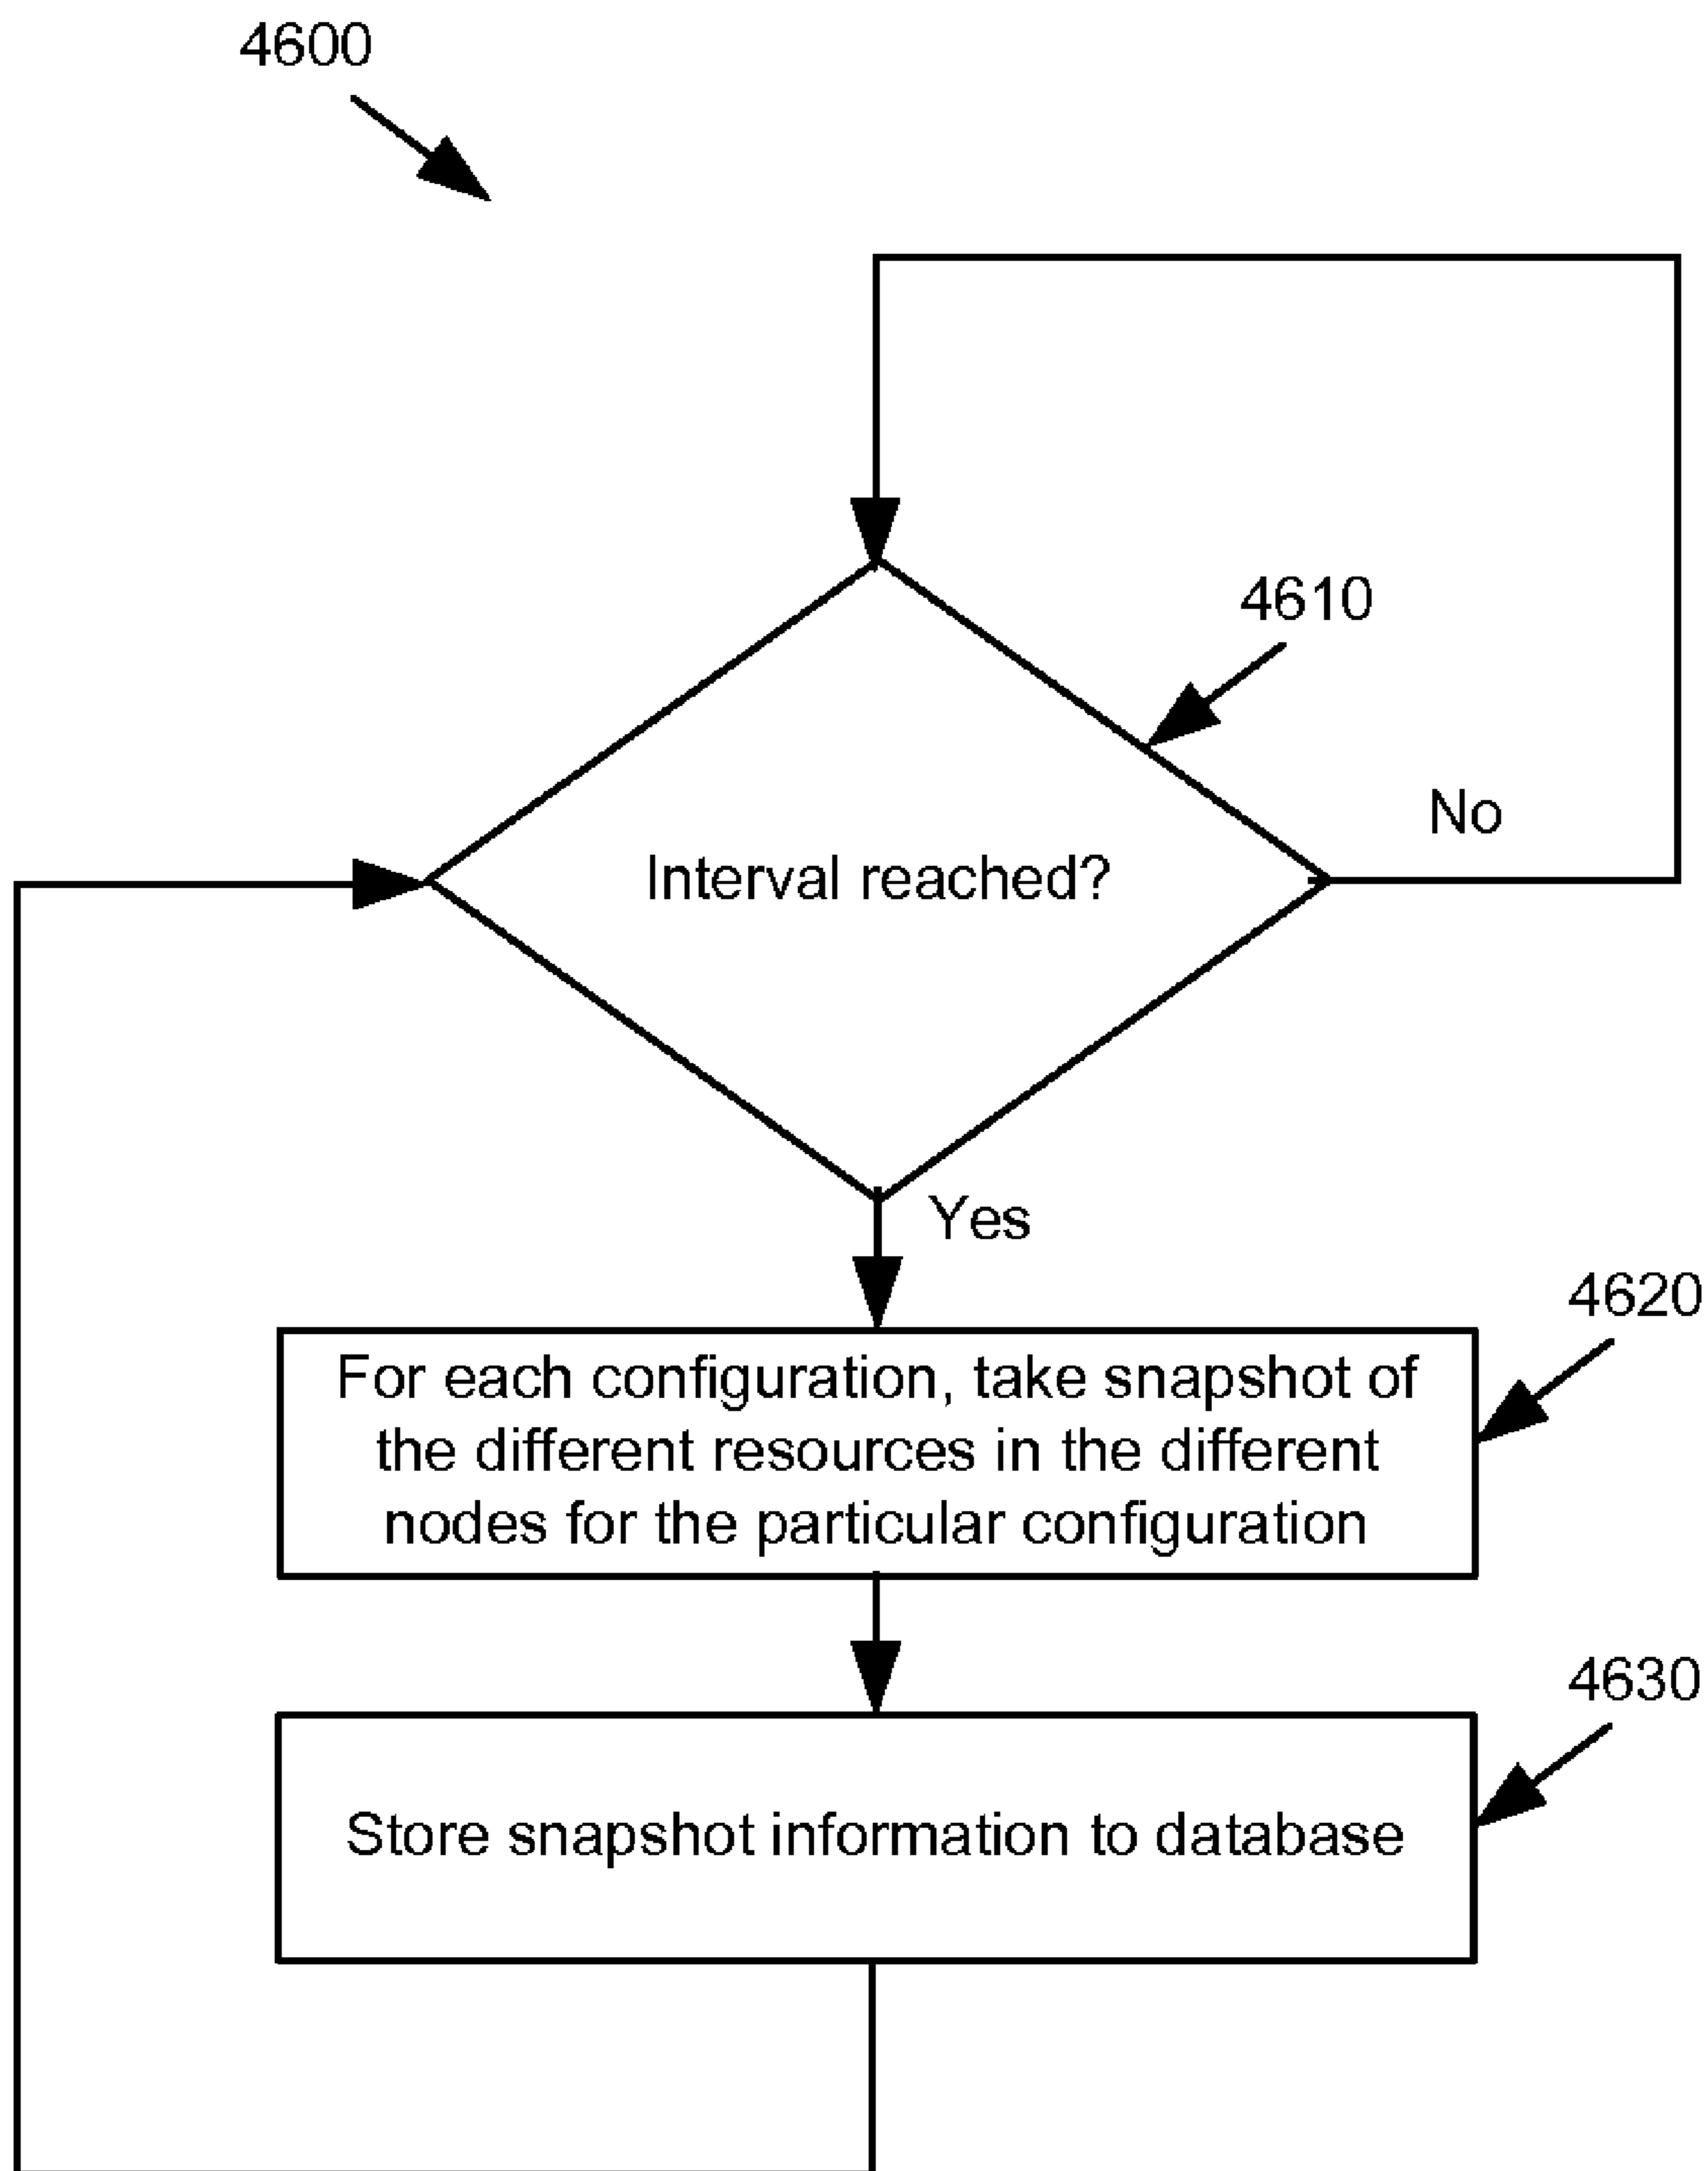 4600
4610
No
Interval reached?
Yes
4620
For each configuration, take snapshot of
the different resources in the different
nodes for the particular configuration
4630
Store snapshot information to database